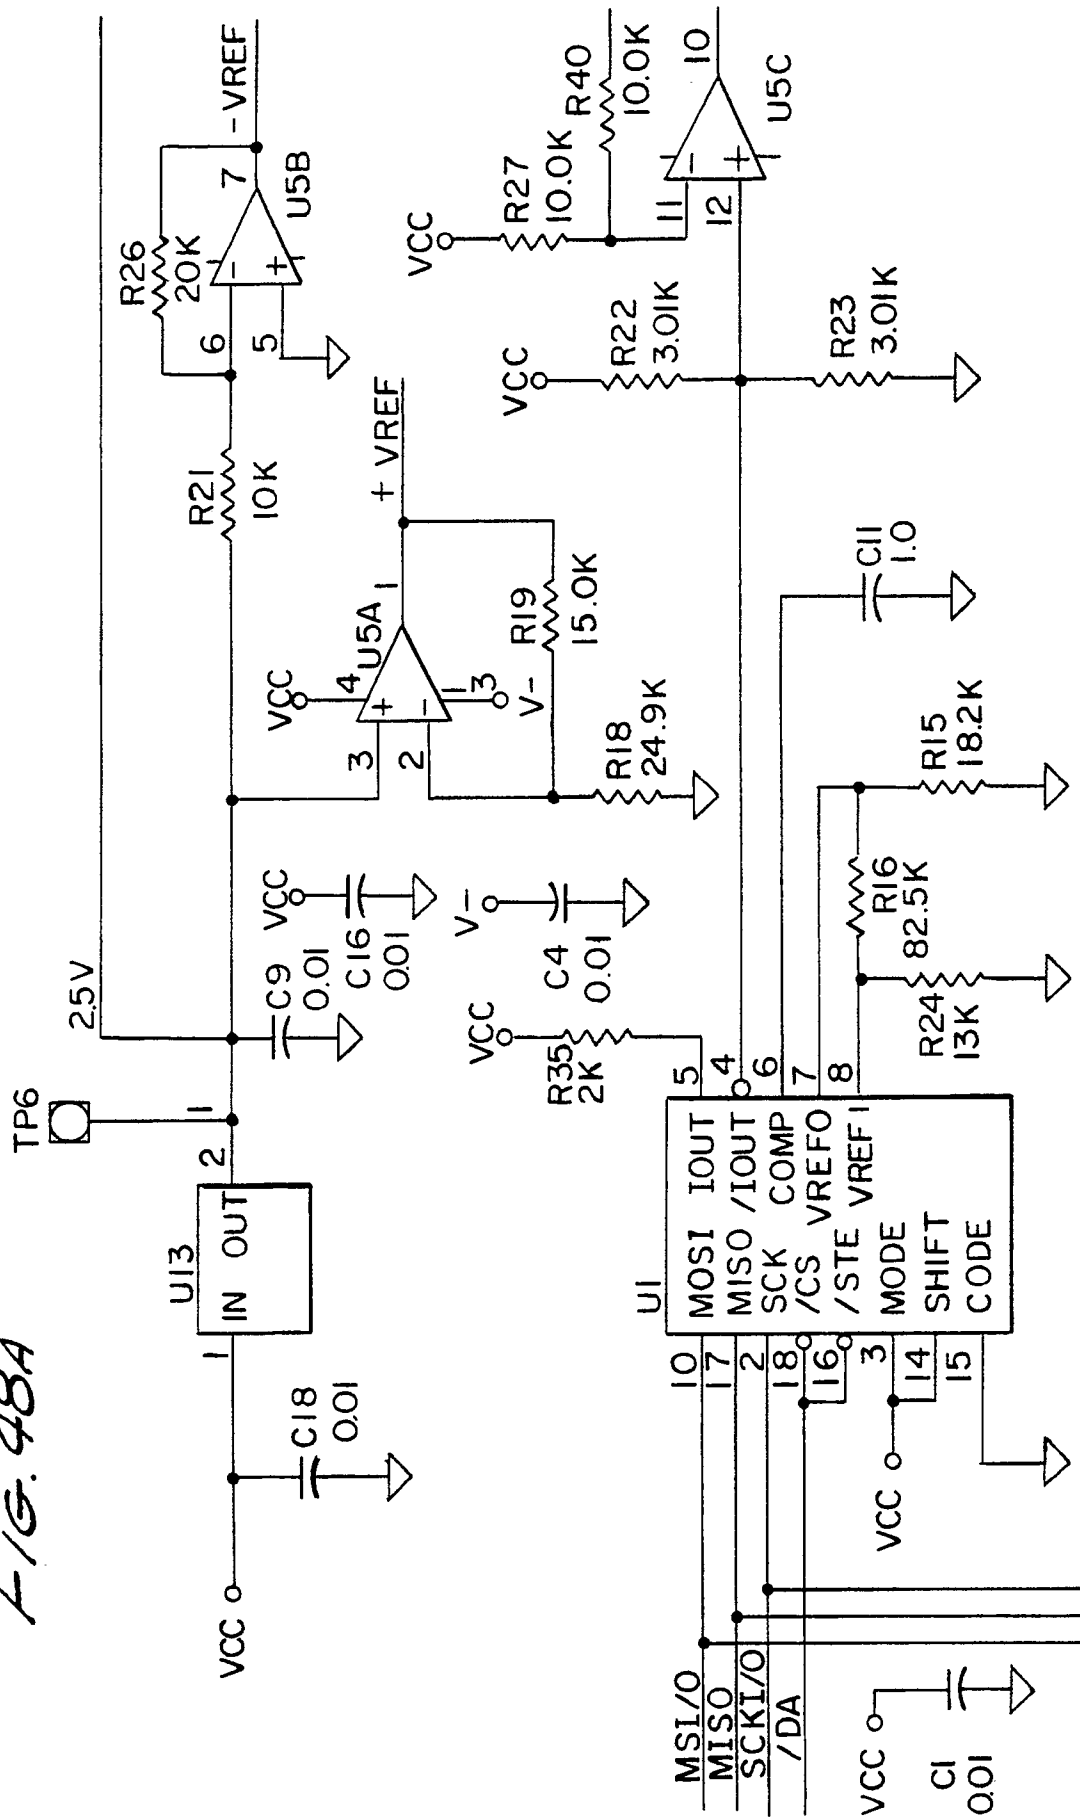 FIG. 48A
TP6
2.5V
R26
20K
-VREF
7
U5B
6
5
R21
10K
+VREF
VCC
4
U5A
1
3
2
13
V-
R19
15.0K
R18
24.9K
U13
IN OUT
1
2
1
VCC
C18
0.01
C9
0.01
VCC
C16
0.01
V-
C4
0.01
VCC
R27
10.0K
R40
10.0K
11
12
10
U5C
VCC
R22
3.01K
R23
3.01K
VCC
R35
2K
5
4
6
7
8
C11
1.0
R15
18.2K
R16
82.5K
R24
13K
U1
MOSI IOUT
MISO /IOUT
SCK COMP
/CS VREFO
/STE VREFI
MODE
SHIFT
CODE
10
17
2
18
16
3
14
15
VCC
MSI/O
MISO
SCKI/O
/DA
VCC
C1
0.01